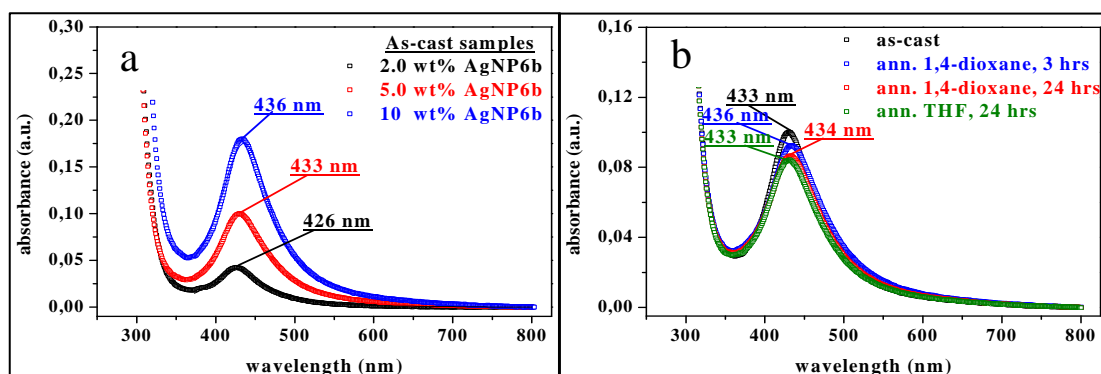 a
As-cast samples
2.0 wt% AgNP6b
5.0 wt% AgNP6b
10 wt% AgNP6b
436 nm
433 nm
426 nm
0,30
0,25
0,20
0,15
0,10
0,05
0,00
absorbance (a.u.)
300 400 500 600 700 800
wavelength (nm)
b
as-cast
ann. 1,4-dioxane, 3 hrs
ann. 1,4-dioxane, 24 hrs
ann. THF, 24 hrs
433 nm
436 nm
434 nm
433 nm
0,16
0,12
0,08
0,04
0,00
absorbance (a.u.)
300 400 500 600 700 800
wavelength (nm)